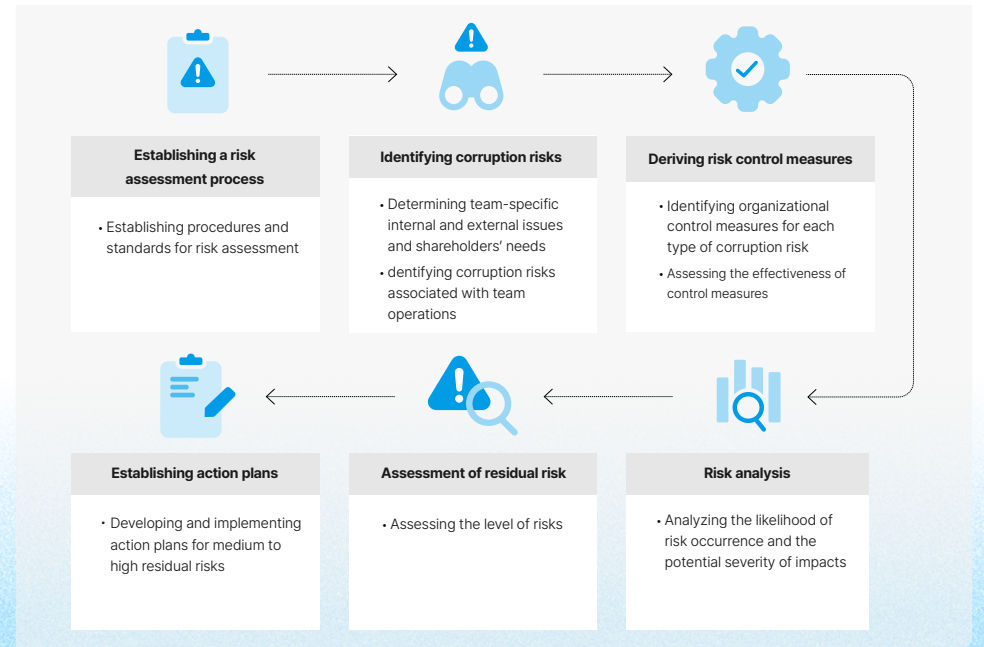 Establishing a risk
assessment process
• Establishing procedures and
standards for risk assessment
Identifying corruption risks
• Determining team-specific
internal and external issues
and shareholders’ needs
• dentifying corruption risks
associated with team
operations
Deriving risk control measures
• Identifying organizational
control measures for each
type of corruption risk
• Assessing the effectiveness of
control measures
Risk analysis
• Analyzing the likelihood of
risk occurrence and the
potential severity of impacts
Assessment of residual risk
• Assessing the level of risks
Establishing action plans
• Developing and implementing
action plans for medium to
high residual risks